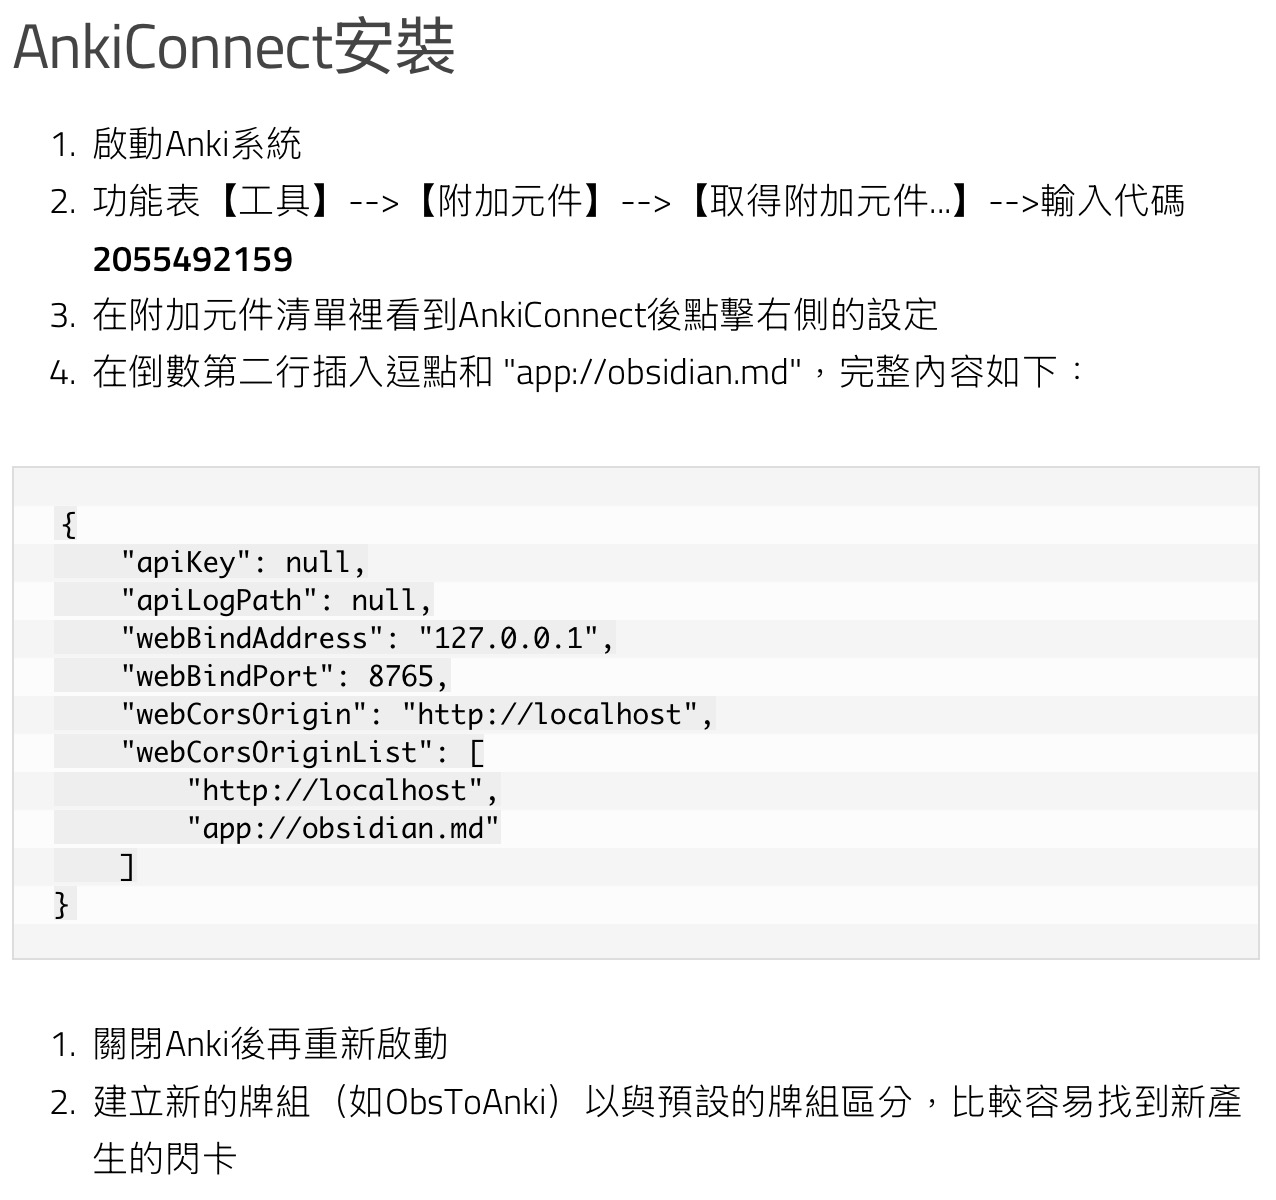 AnkiConnect安裝
1. 啟動Anki系統
2. 功能表【工具】-->【附加元件】-->【取得附加元件...】-->輸入代碼
2055492159
3. 在附加元件清單裡看到AnkiConnect後點擊右側的設定
4. 在倒數第二行插入逗點和 "app://obsidian.md"，完整內容如下：
{
    "apiKey": null,
    "apiLogPath": null,
    "webBindAddress": "127.0.0.1",
    "webBindPort": 8765,
    "webCorsOrigin": "http://localhost",
    "webCorsOriginList": [
        "http://localhost",
        "app://obsidian.md"
    ]
}
1. 關閉Anki後再重新啟動
2. 建立新的牌組（如ObsToAnki）以與預設的牌組區分，比較容易找到新產
生的閃卡